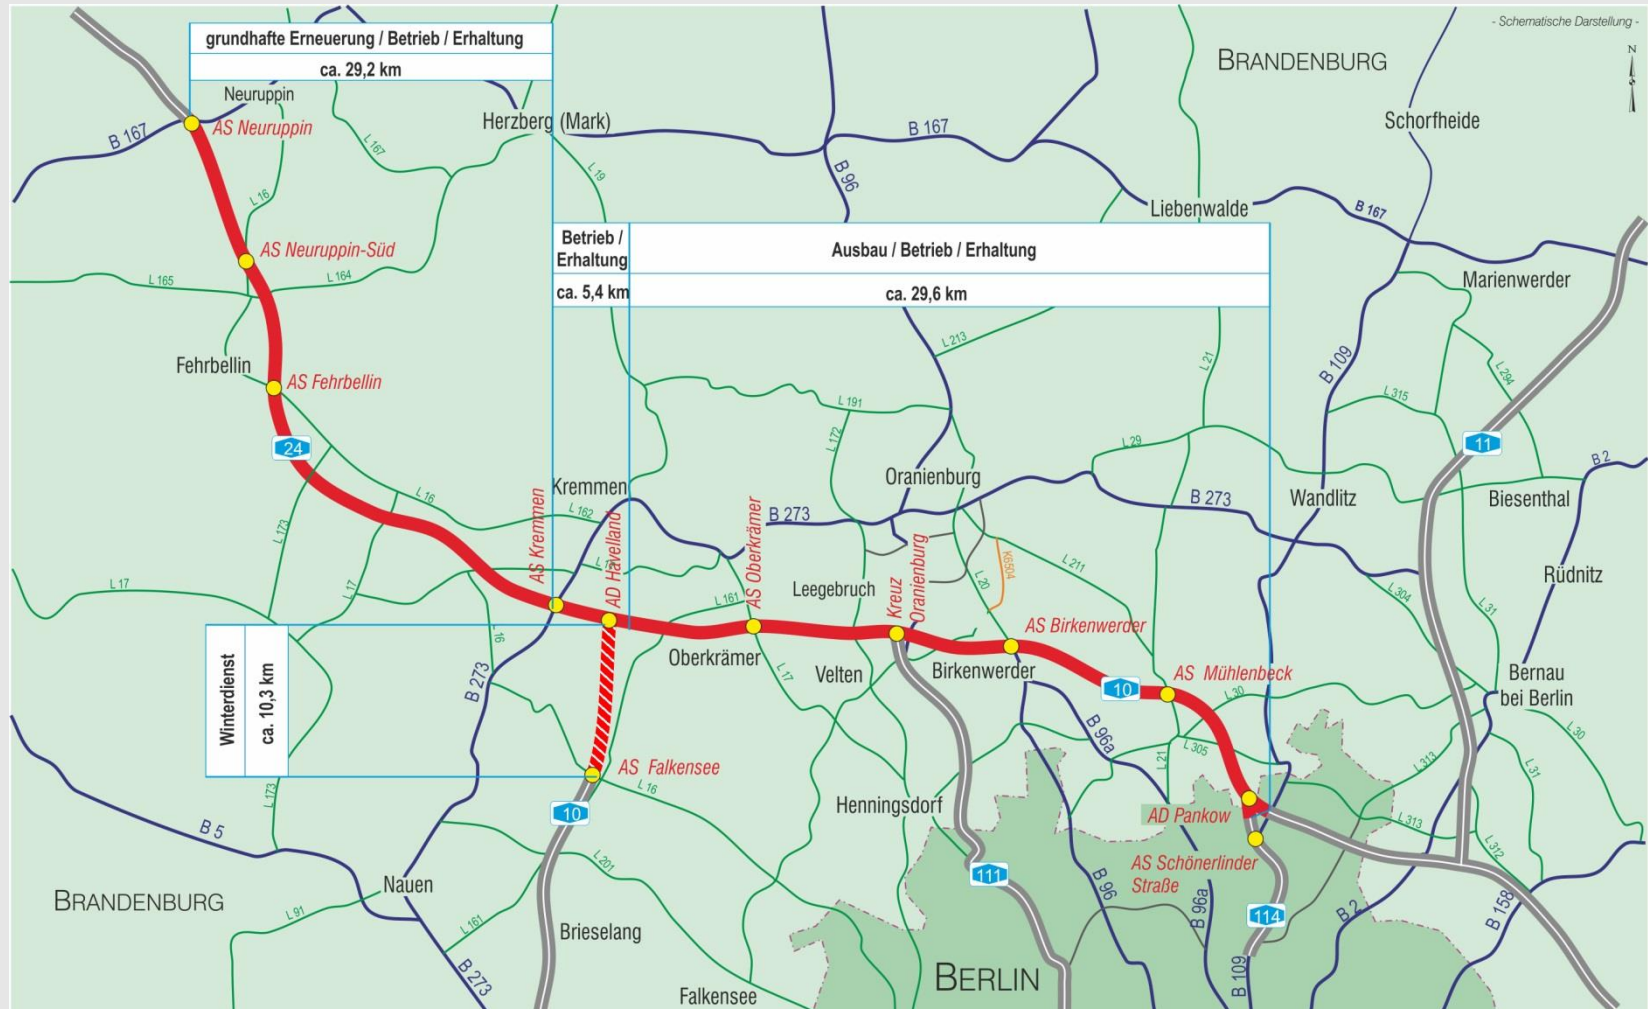 - Schematische Darstellung -
N
grundhafte Erneuerung / Betrieb / Erhaltung
ca. 29,2 km
BRANDENBURG
Neuruppin
AS Neuruppin
B 167
Herzberg (Mark)
B 167
L 167
L 19
B 96
Schorfheide
L 16
Liebenwalde
B 167
AS Neuruppin-Süd
L 165
L 164
Betrieb /
Erhaltung
ca. 5,4 km
Ausbau / Betrieb / Erhaltung
ca. 29,6 km
Marienwerder
L 213
L 21
B 109
L 294
Fehrbellin
AS Fehrbellin
L 191
L 315
L 172
24
L 29
11
B 2
Oranienburg
Kremmen
L 16
L 162
AS Kremmen
AD Havelland
AS Oberkrämer
B 273
B 273
Wandlitz
Biesenthal
L 173
Kreuz
Oranienburg
K6504
L 211
L 20
L 17
L 17
L 161
Leegebruch
Rüdnitz
L 304
L 31
AS Birkenwerder
L 16
Oberkrämer
Velten
Birkenwerder
L 17
Winterdienst
ca. 10,3 km
B 273
10
AS Mühlenbeck
L 30
Bernau
bei Berlin
L 30
B 96a
L 305
L 21
L 313
L 31
AS Falkensee
L 16
L 173
10
Henningsdorf
AD Pankow
L 313
L 312
B 5
AS Schönerlinder
Straße
L 201
111
B 96
B 96a
114
B 2
B 158
Nauen
BRANDENBURG
L 91
L 161
Brieselang
B 273
Falkensee
BERLIN
B 109